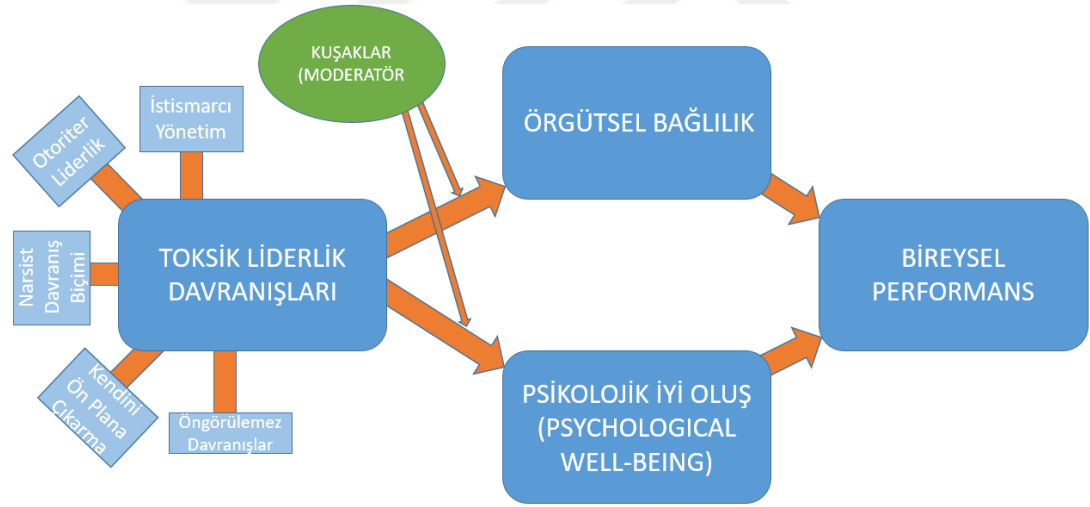 KUŞAKLAR
(MODERATÖR
İstismarcı
Yönetim
Otoriter
Liderlik
Narsist
Davranış
Biçimi
Kendini
Ön Plana
Çıkarma
Öngörülemez
Davranışlar
TOKSİK LİDERLİK
DAVRANIŞLARI
ÖRGÜTSEL BAĞLILIK
PSİKOLOJİK İYİ OLUŞ
(PSYCHOLOGICAL
WELL-BEING)
BİREYSEL
PERFORMANS